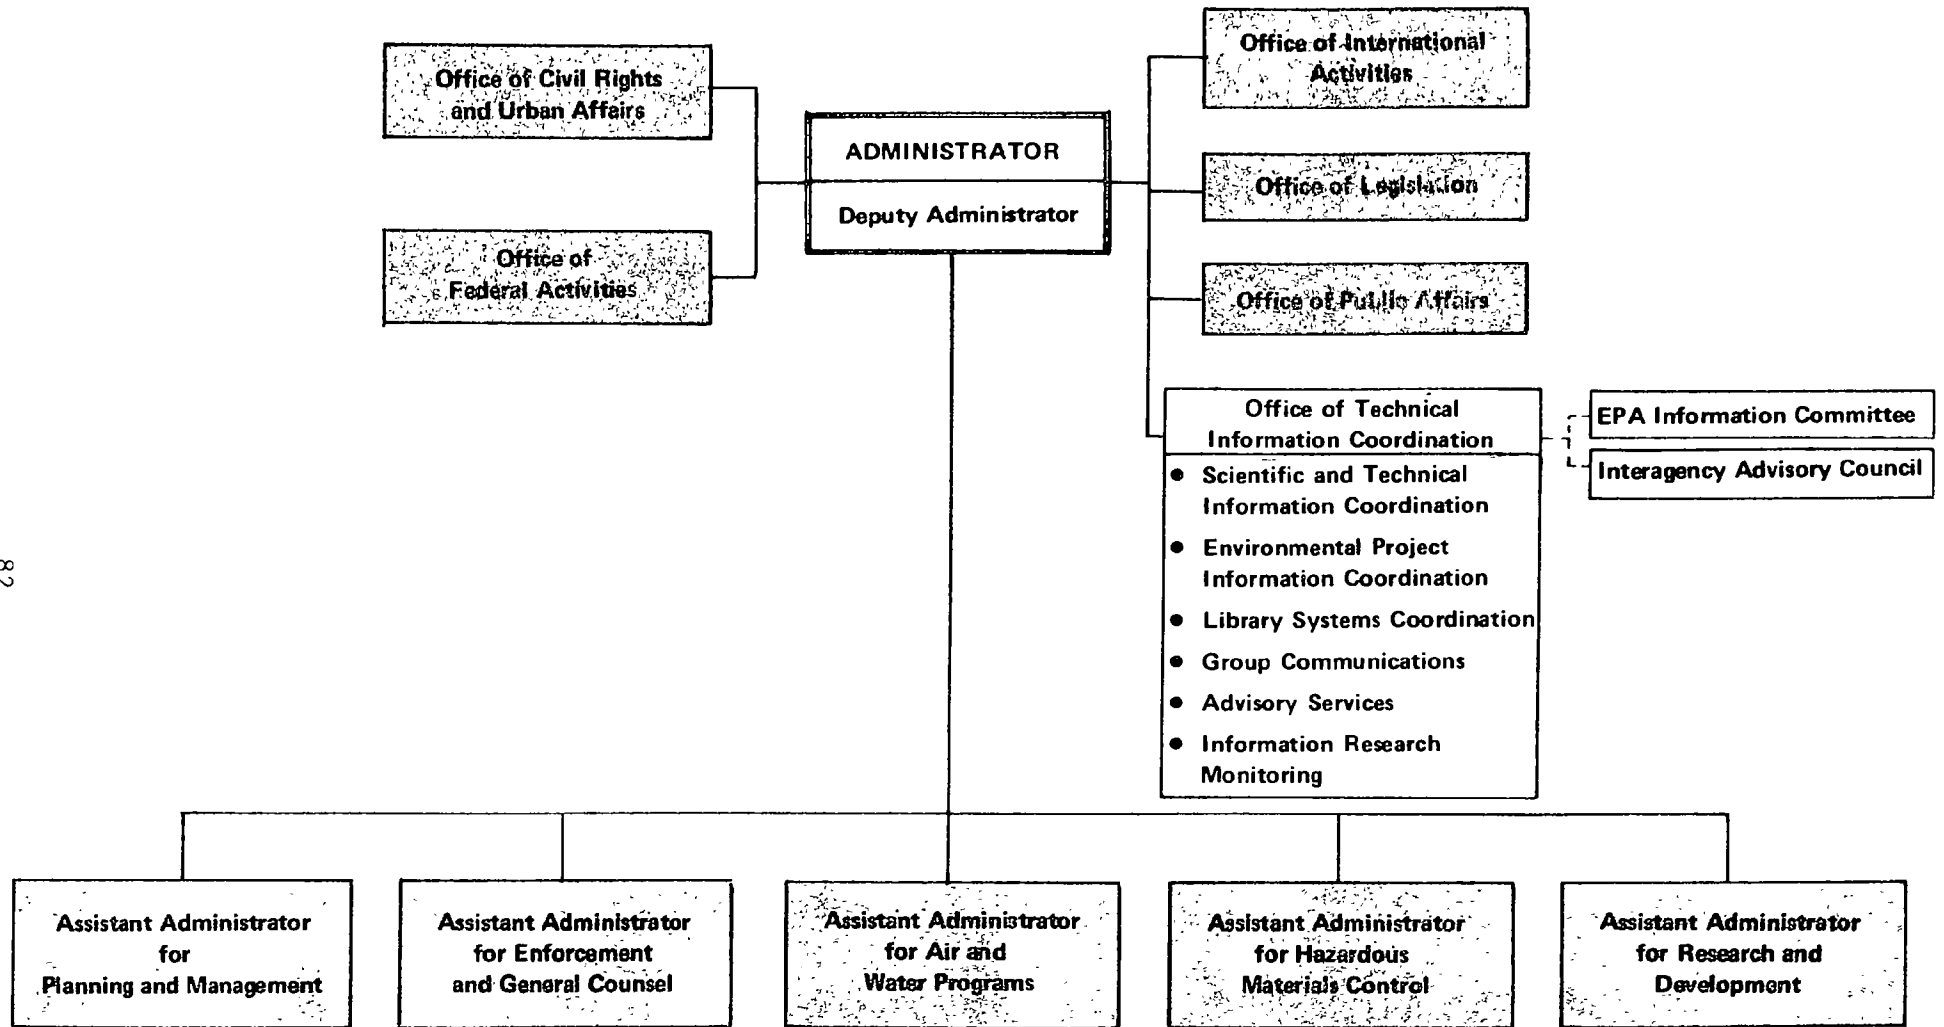 Office of Civil Rights
and Urban Affairs
Office of
Federal Activities
ADMINISTRATOR
Deputy Administrator
Office of International
Activities
Office of Legislation
Office of Public Affairs
Office of Technical
Information Coordination
● Scientific and Technical
Information Coordination
● Environmental Project
Information Coordination
● Library Systems Coordination
● Group Communications
● Advisory Services
● Information Research
Monitoring
EPA Information Committee
Interagency Advisory Council
82
Assistant Administrator
for
Planning and Management
Assistant Administrator
for Enforcement
and General Counsel
Assistant Administrator
for Air and
Water Programs
Assistant Administrator
for Hazardous
Materials Control
Assistant Administrator
for Research and
Development